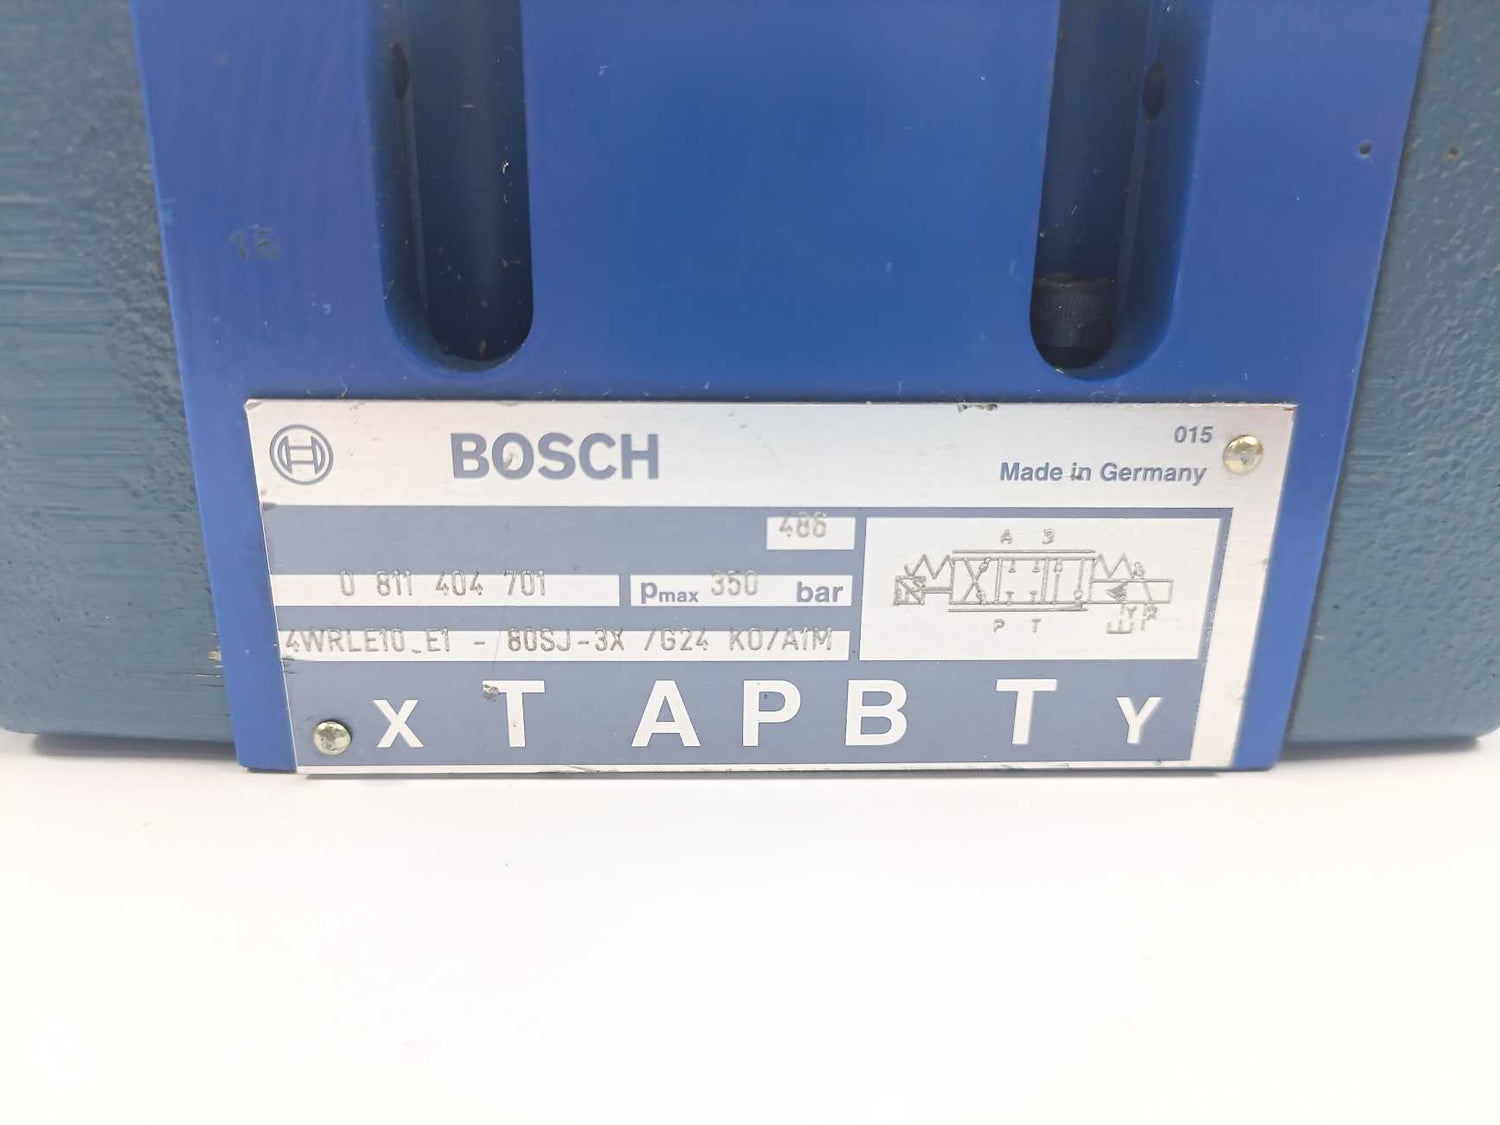 18
BOSCH
015
Made in Germany
486
0 811 404 701
pmax 350 bar
4WRLE10_E1 - 80SJ-3X /G24 K0/A1M
A B
P T
X T A P B T Y